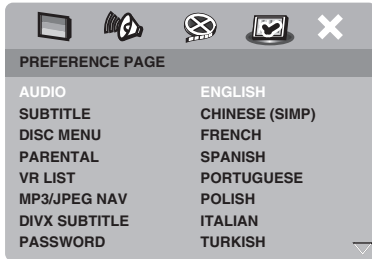 PREFERENCE PAGE
AUDIO ENGLISH
SUBTITLE CHINESE (SIMP)
DISC MENU FRENCH
PARENTAL SPANISH
VR LIST PORTUGUESE
MP3/JPEG NAV POLISH
DIVX SUBTITLE ITALIAN
PASSWORD TURKISH